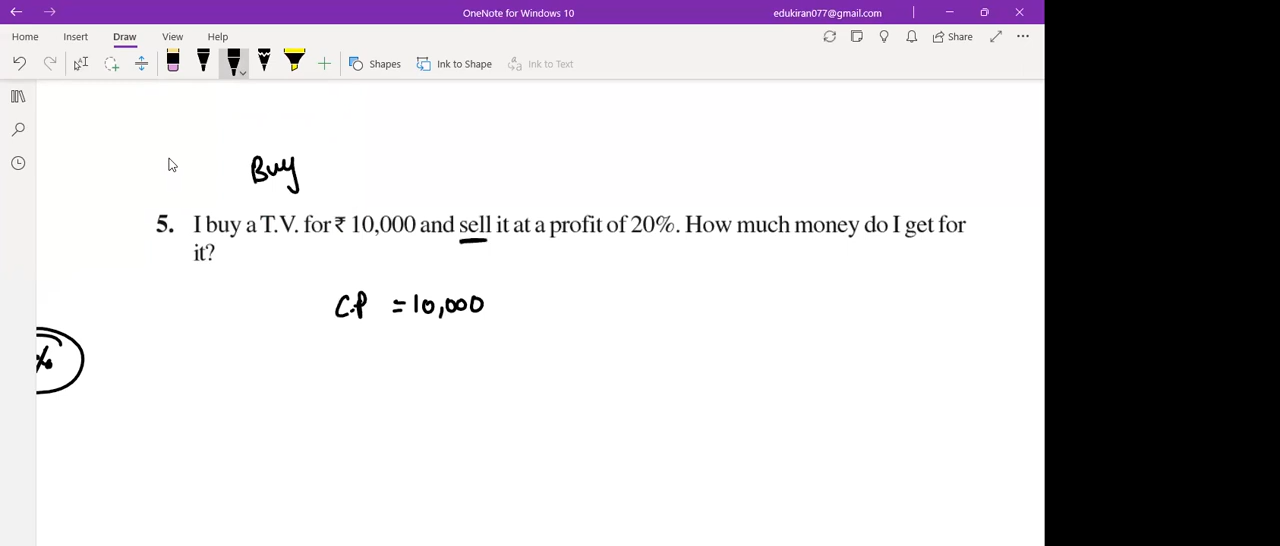 OneNote for Windows 10
edukiran077@gmail.com
Home Insert Draw View Help
Share
Shapes Ink to Shape Ink to Text
Buy
5. I buy a T.V. for ₹ 10,000 and sell it at a profit of 20%. How much money do I get for
it?
C.P = 10,000
%